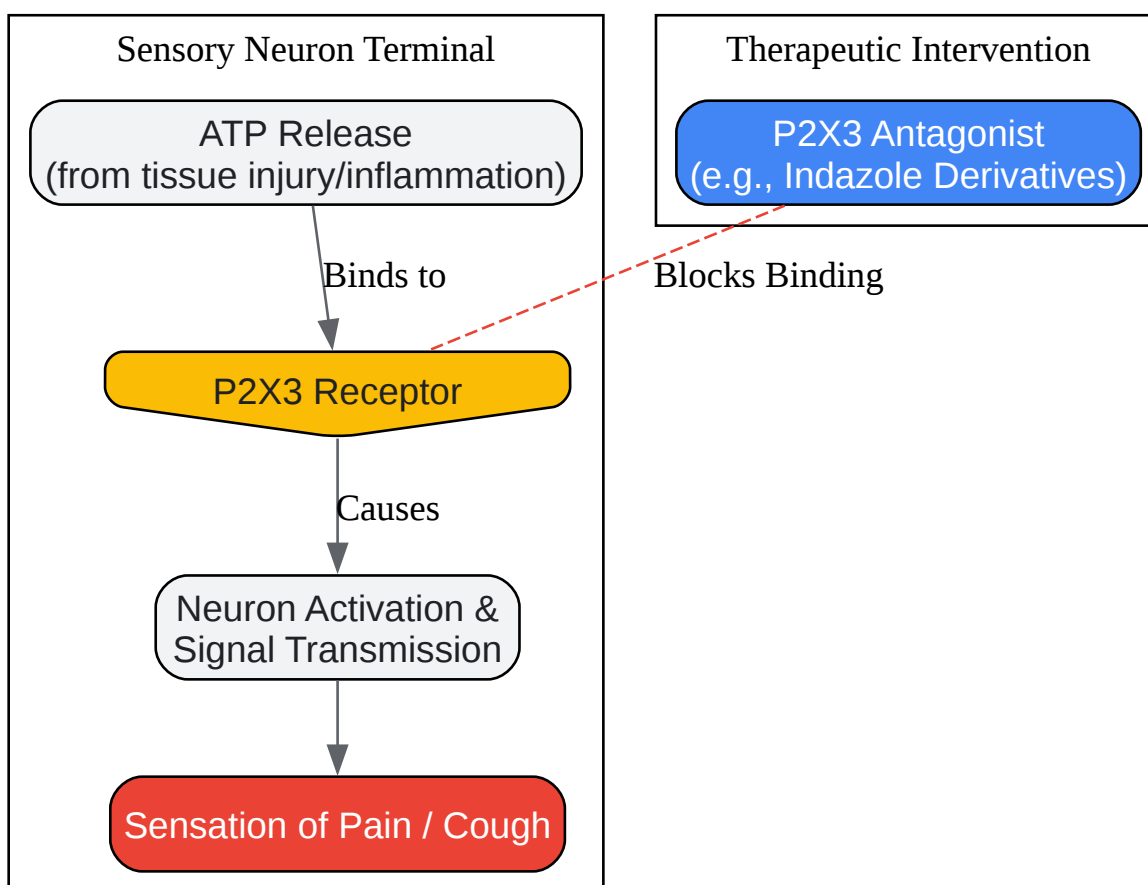 Sensory Neuron Terminal
ATP Release
(from tissue injury/inflammation)
Binds to
P2X3 Receptor
Causes
Neuron Activation &
Signal Transmission
Sensation of Pain / Cough
Therapeutic Intervention
P2X3 Antagonist
(e.g., Indazole Derivatives)
Blocks Binding